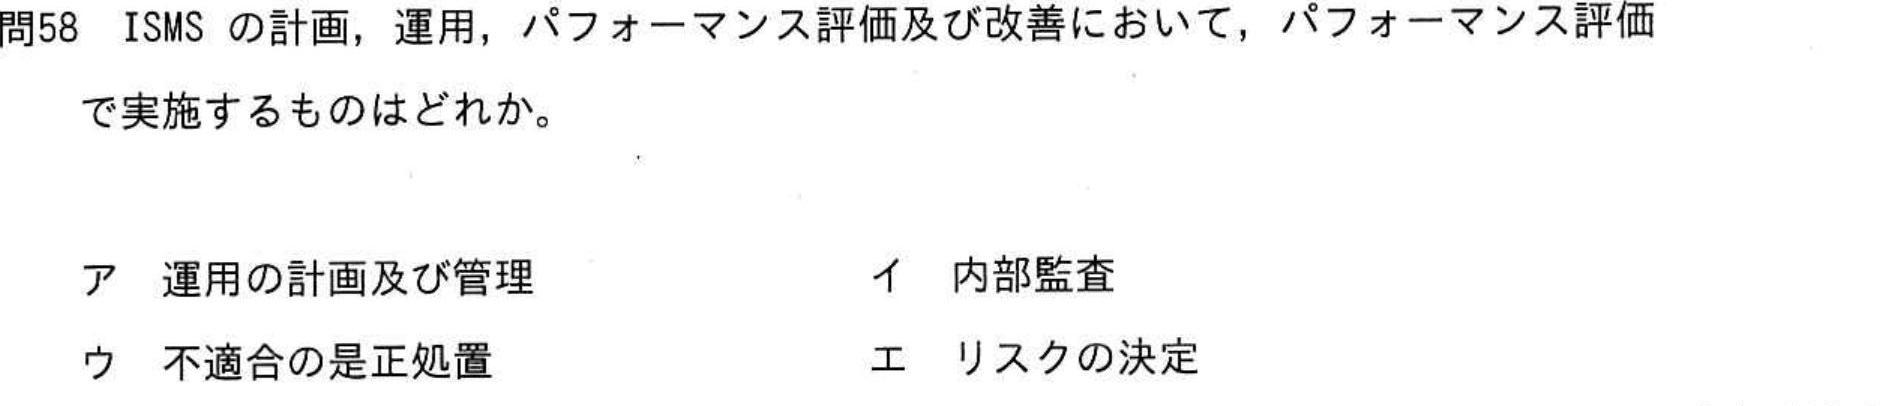 問58 ISMS の計画，運用，パフォーマンス評価及び改善において，パフォーマンス評価
で実施するものはどれか。
ア 運用の計画及び管理 イ 内部監査
ウ 不適合の是正処置 エ リスクの決定